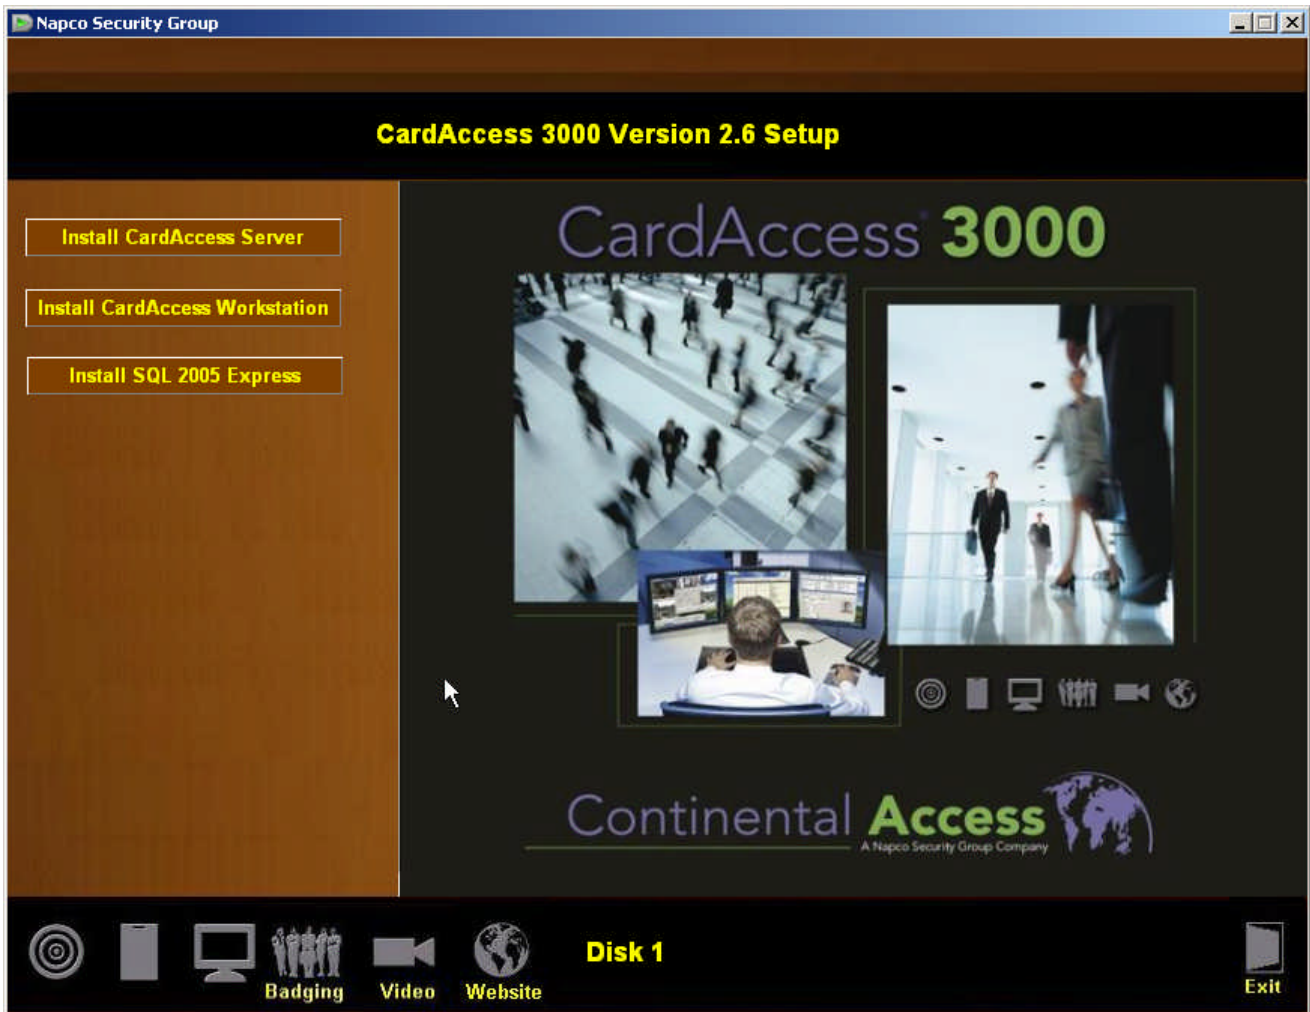 Napco Security Group
CardAccess 3000 Version 2.6 Setup
Install CardAccess Server
Install CardAccess Workstation
Install SQL 2005 Express
CardAccess 3000
Continental Access
A Napco Security Group Company
Badging
Video
Website
Disk 1
Exit